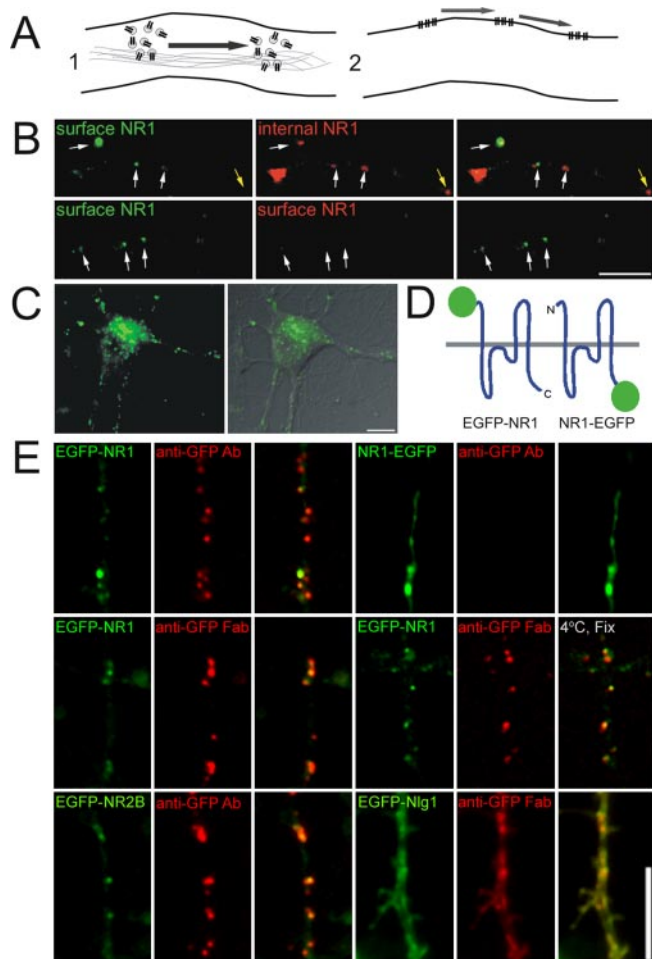 A
1
2
B
surface NR1
internal NR1
surface NR1
surface NR1
C
D
N
C
EGFP-NR1
NR1-EGFP
E
EGFP-NR1
anti-GFP Ab
NR1-EGFP
anti-GFP Ab
EGFP-NR1
anti-GFP Fab
EGFP-NR1
anti-GFP Fab
4°C, Fix
EGFP-NR2B
anti-GFP Ab
EGFP-Nlg1
anti-GFP Fab